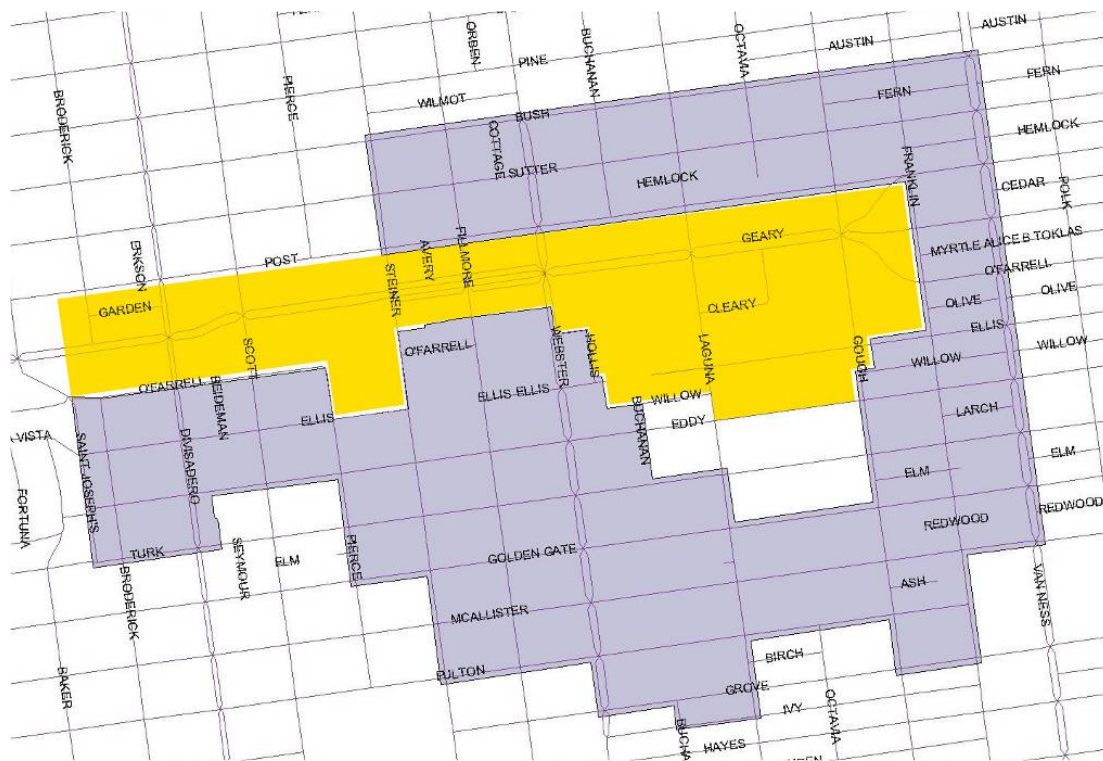 AUSTIN
ORBEN
BUCHANAN
OCTAVIA
AUSTIN
PINE
FERN
BRODERICK
PIERCE
WILMOT
FERN
BUSH
COTTAGE
HEMLOCK
SUTTER
HEMLOCK
FRANKLIN
CEDAR
POLK
ERKSON
POST
AVERY
FILLMORE
GEARY
MYRTLE ALICE B TOKLAS
STEINER
O'FARRELL
GARDEN
CLEARY
OLIVE
OLIVE
ELLIS
SCOTT
O'FARRELL
WEBSTER
HOLLIS
LAGUNA
GOUGH
WILLOW
WILLOW
O'FARRELL
BEIDEMAN
ELLIS ELLIS
WILLOW
LARCH
ELLIS
EDDY
BUCHANAN
A VISTA
SAINT JOSEPH'S
DIVISADERO
ELM
ELM
FORTUNA
REDWOOD
REDWOOD
TURK
SEYMOUR
ELM
PIERCE
GOLDEN GATE
BRODERICK
ASH
VAN NESS
MCALLISTER
BAKER
FULTON
BIRCH
GROVE
OCTAVIA
IVY
BUCHA
HAYES